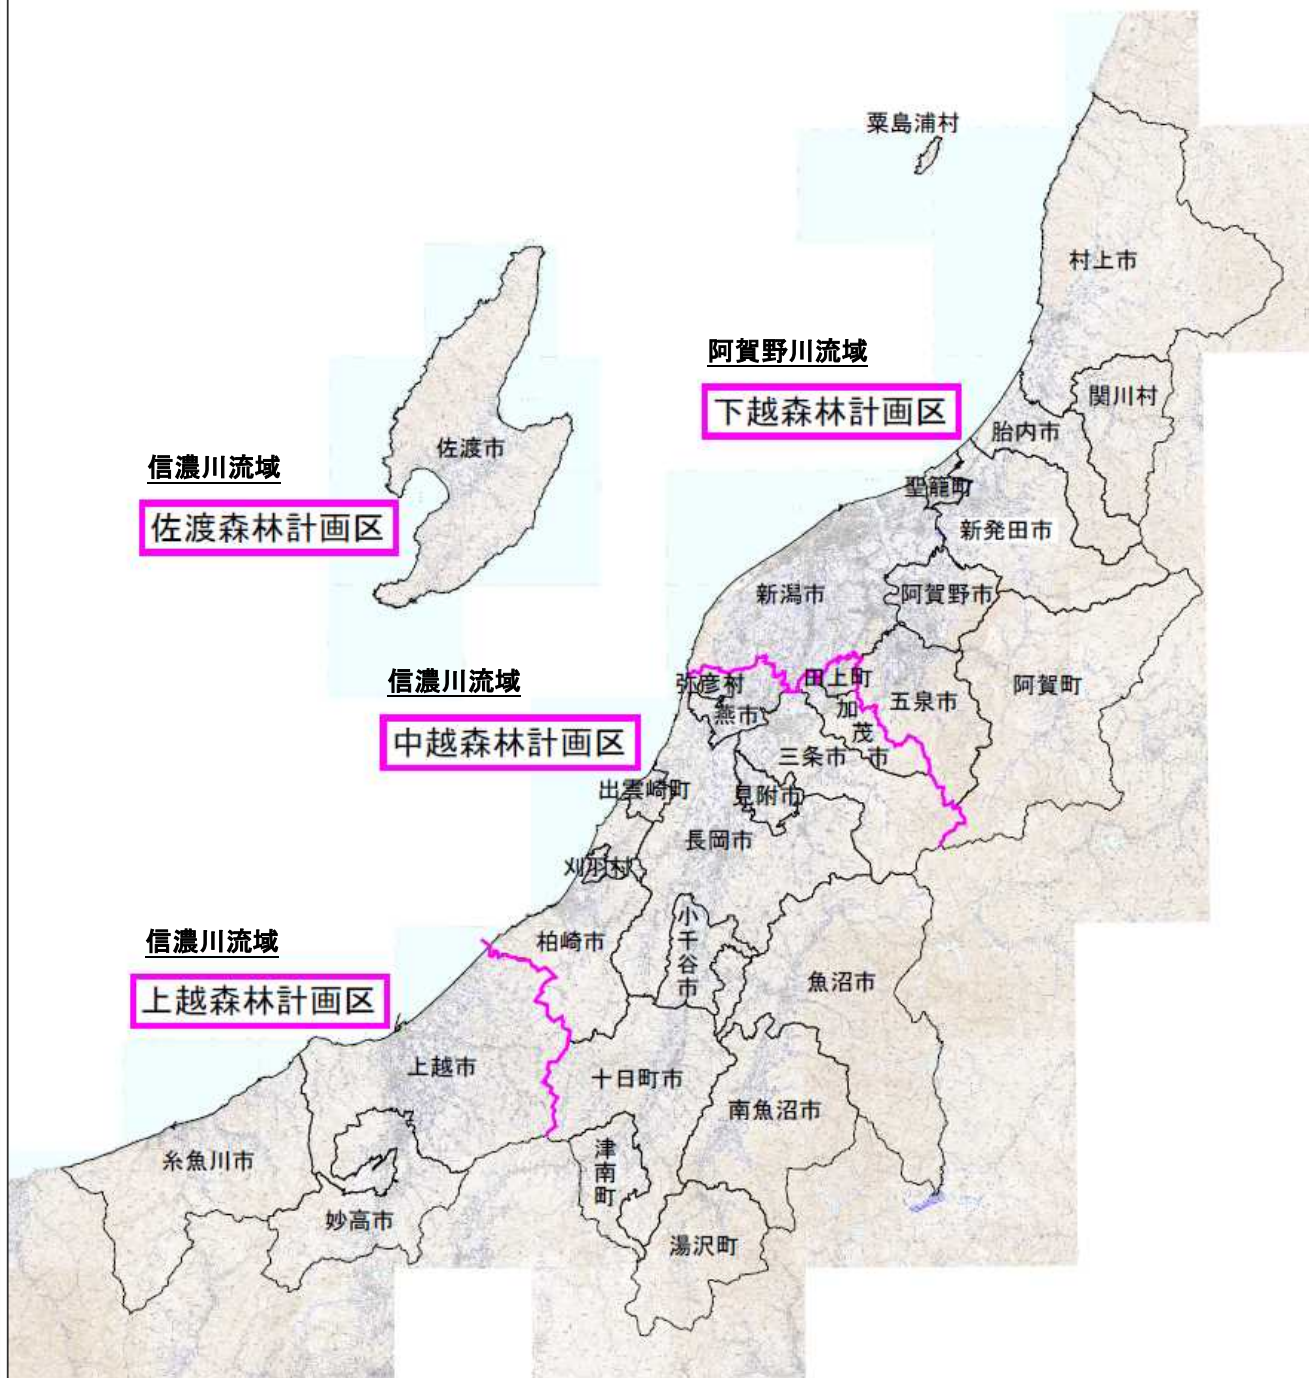 粟島浦村
村上市
阿賀野川流域
下越森林計画区
関川村
胎内市
佐渡市
信濃川流域
佐渡森林計画区
聖籠町
新発田市
新潟市
阿賀野市
信濃川流域
中越森林計画区
弥彦村
田上町
五泉市
阿賀町
燕市
加茂市
三条市
出雲崎町
見附市
長岡市
刈羽村
小千谷市
柏崎市
魚沼市
信濃川流域
上越森林計画区
上越市
十日町市
南魚沼市
糸魚川市
津南町
妙高市
湯沢町